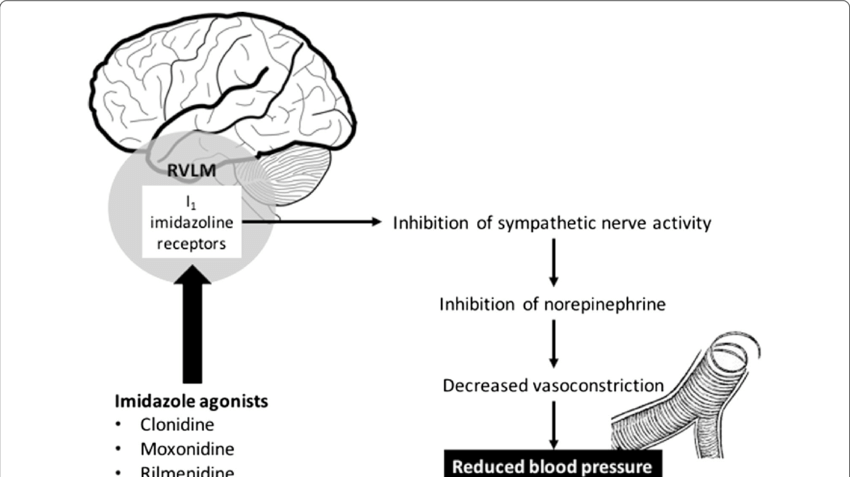 RVLM
I₁
imidazoline
receptors
Inhibition of sympathetic nerve activity
Inhibition of norepinephrine
Decreased vasoconstriction
Reduced blood pressure
Imidazole agonists
• Clonidine
• Moxonidine
• Rilmenidine